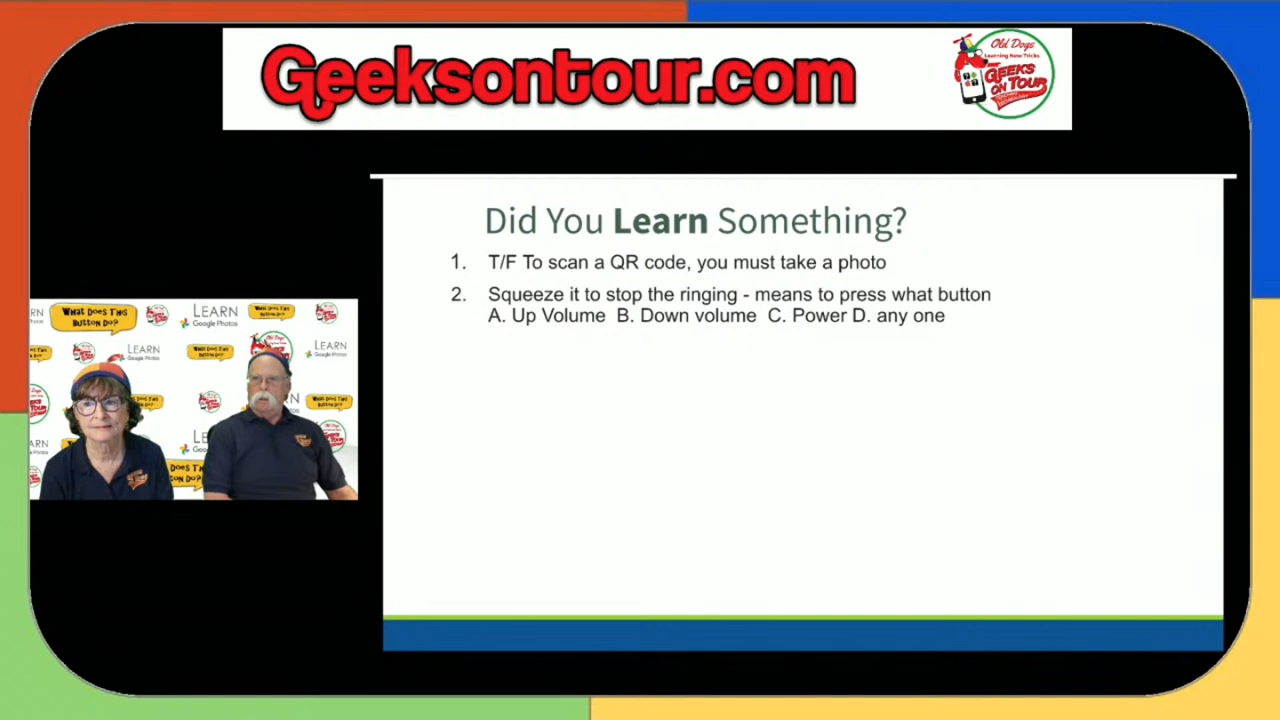 Geeksontour.com
Old Dogs
Learning New Tricks
GEEKS
ON TOUR
Did You Learn Something?
1. T/F To scan a QR code, you must take a photo
2. Squeeze it to stop the ringing - means to press what button
A. Up Volume B. Down volume C. Power D. any one
WHAT DOES THIS
BUTTON DO?
LEARN
Google Photos
LEARN
LEARN